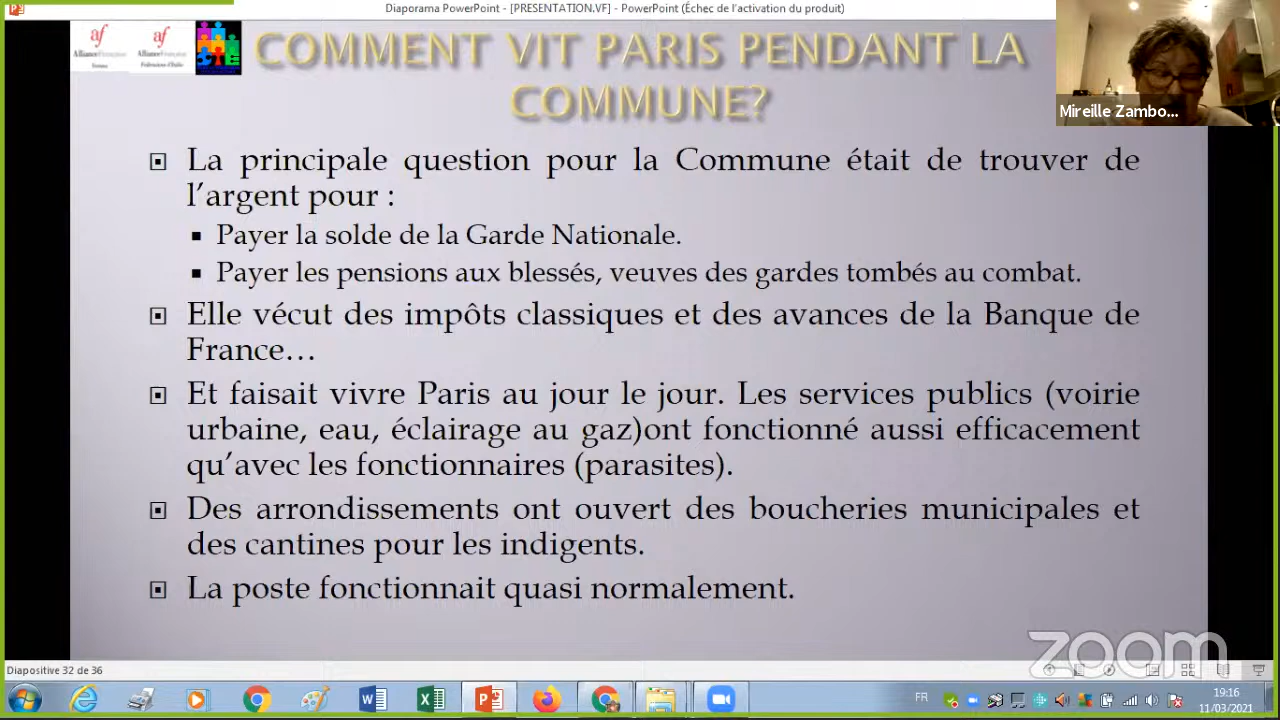 Diaporama PowerPoint - [PRESENTATION.VF] - PowerPoint (Échec de l'activation du produit)
af
af
AllianceFrançaise
AllianceFrançaise
COMMENT VIT PARIS PENDANT LA
COMMUNE?
Mireille Zambo...
La principale question pour la Commune était de trouver de
l'argent pour :
Payer la solde de la Garde Nationale.
Payer les pensions aux blessés, veuves des gardes tombés au combat.
Elle vécut des impôts classiques et des avances de la Banque de
France…
Et faisait vivre Paris au jour le jour. Les services publics (voirie
urbaine, eau, éclairage au gaz)ont fonctionné aussi efficacement
qu'avec les fonctionnaires (parasites).
Des arrondissements ont ouvert des boucheries municipales et
des cantines pour les indigents.
La poste fonctionnait quasi normalement.
zoom
Diapositive 32 de 36
FR
19:16
11/03/2021